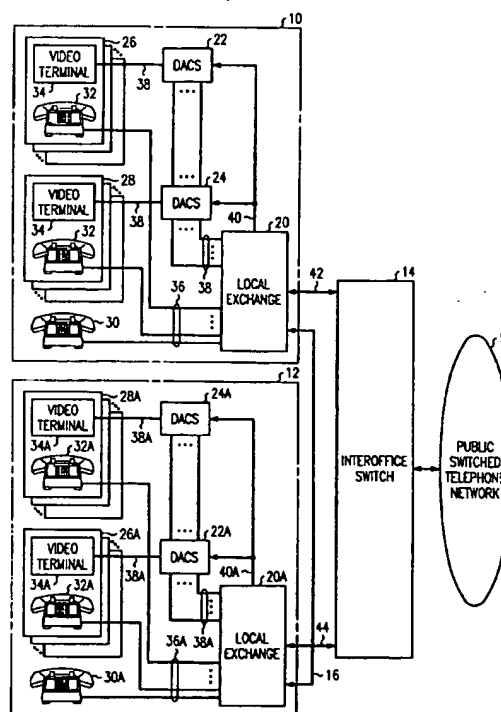 10
26
22
VIDEO
TERMINAL
DACS
34
32
38
28
24
VIDEO
TERMINAL
DACS
34
32
38
40
20
14
38
LOCAL
EXCHANGE
42
36
30
12
28A
24A
VIDEO
TERMINAL
DACS
34A
32A
38A
INTEROFFICE
SWITCH
PUBLIC
SWITCHED
TELEPHONE
NETWORK
26A
22A
VIDEO
TERMINAL
DACS
34A
32A
38A
40A
20A
38A
LOCAL
EXCHANGE
44
36A
30A
16